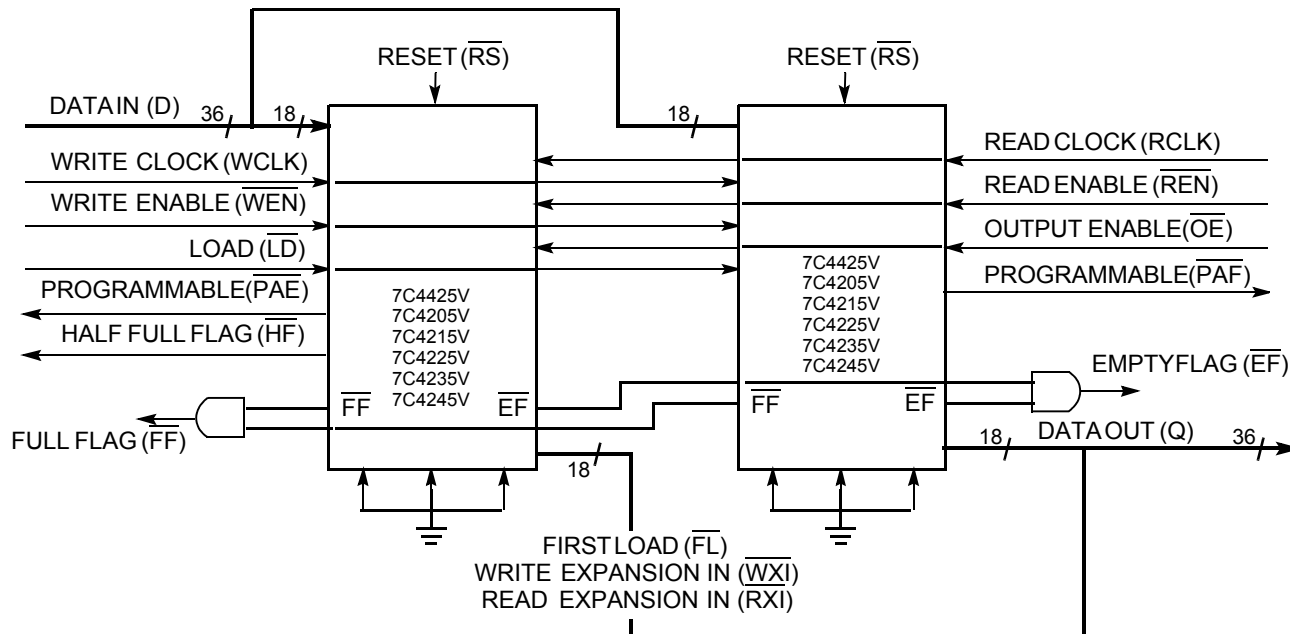 RESET (RS) RESET (RS)
DATA IN (D) 36 18 18
READ CLOCK (RCLK)
WRITE CLOCK (WCLK)
READ ENABLE (REN)
WRITE ENABLE (WEN)
OUTPUT ENABLE(OE)
LOAD (LD)
PROGRAMMABLE(PAE)
PROGRAMMABLE(PAF)
HALF FULL FLAG (HF)
7C4425V
7C4205V
7C4215V
7C4225V
7C4235V
7C4245V
7C4425V
7C4205V
7C4215V
7C4225V
7C4235V
7C4245V
EMPTYFLAG (EF)
FF EF FF EF
FULL FLAG (FF)
18 DATA OUT (Q) 36
18
FIRST LOAD (FL)
WRITE EXPANSION IN (WXI)
READ EXPANSION IN (RXI)